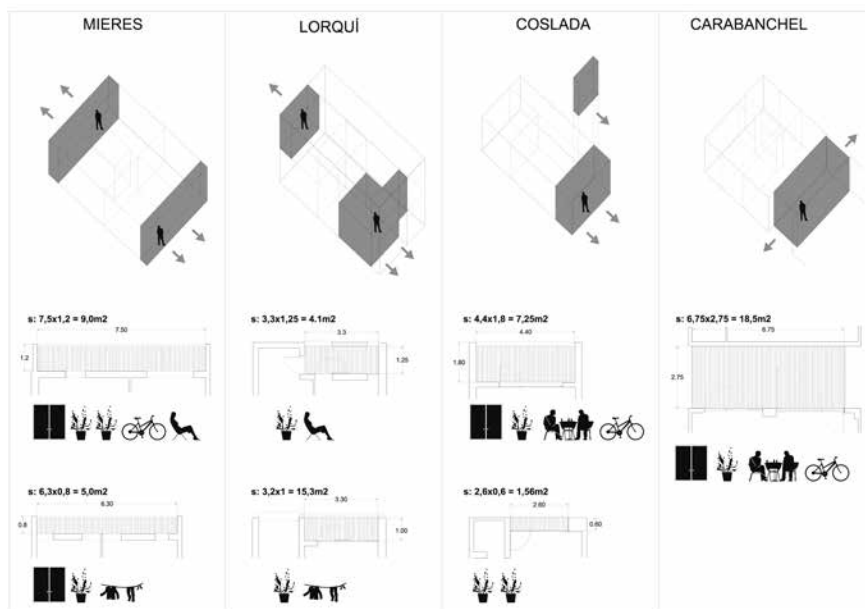 MIERES
LORQUÍ
COSLADA
CARABANCHEL
s: 7,5x1,2 = 9,0m2
7.50
1.2
s: 3,3x1,25 = 4.1m2
3.3
1.25
s: 4,4x1,8 = 7,25m2
4.40
1.80
s: 6,75x2,75 = 18,5m2
6.75
2.75
s: 6,3x0,8 = 5,0m2
6.30
0.8
s: 3,2x1 = 15,3m2
3.30
1.00
s: 2,6x0,6 = 1,56m2
2.60
0.60